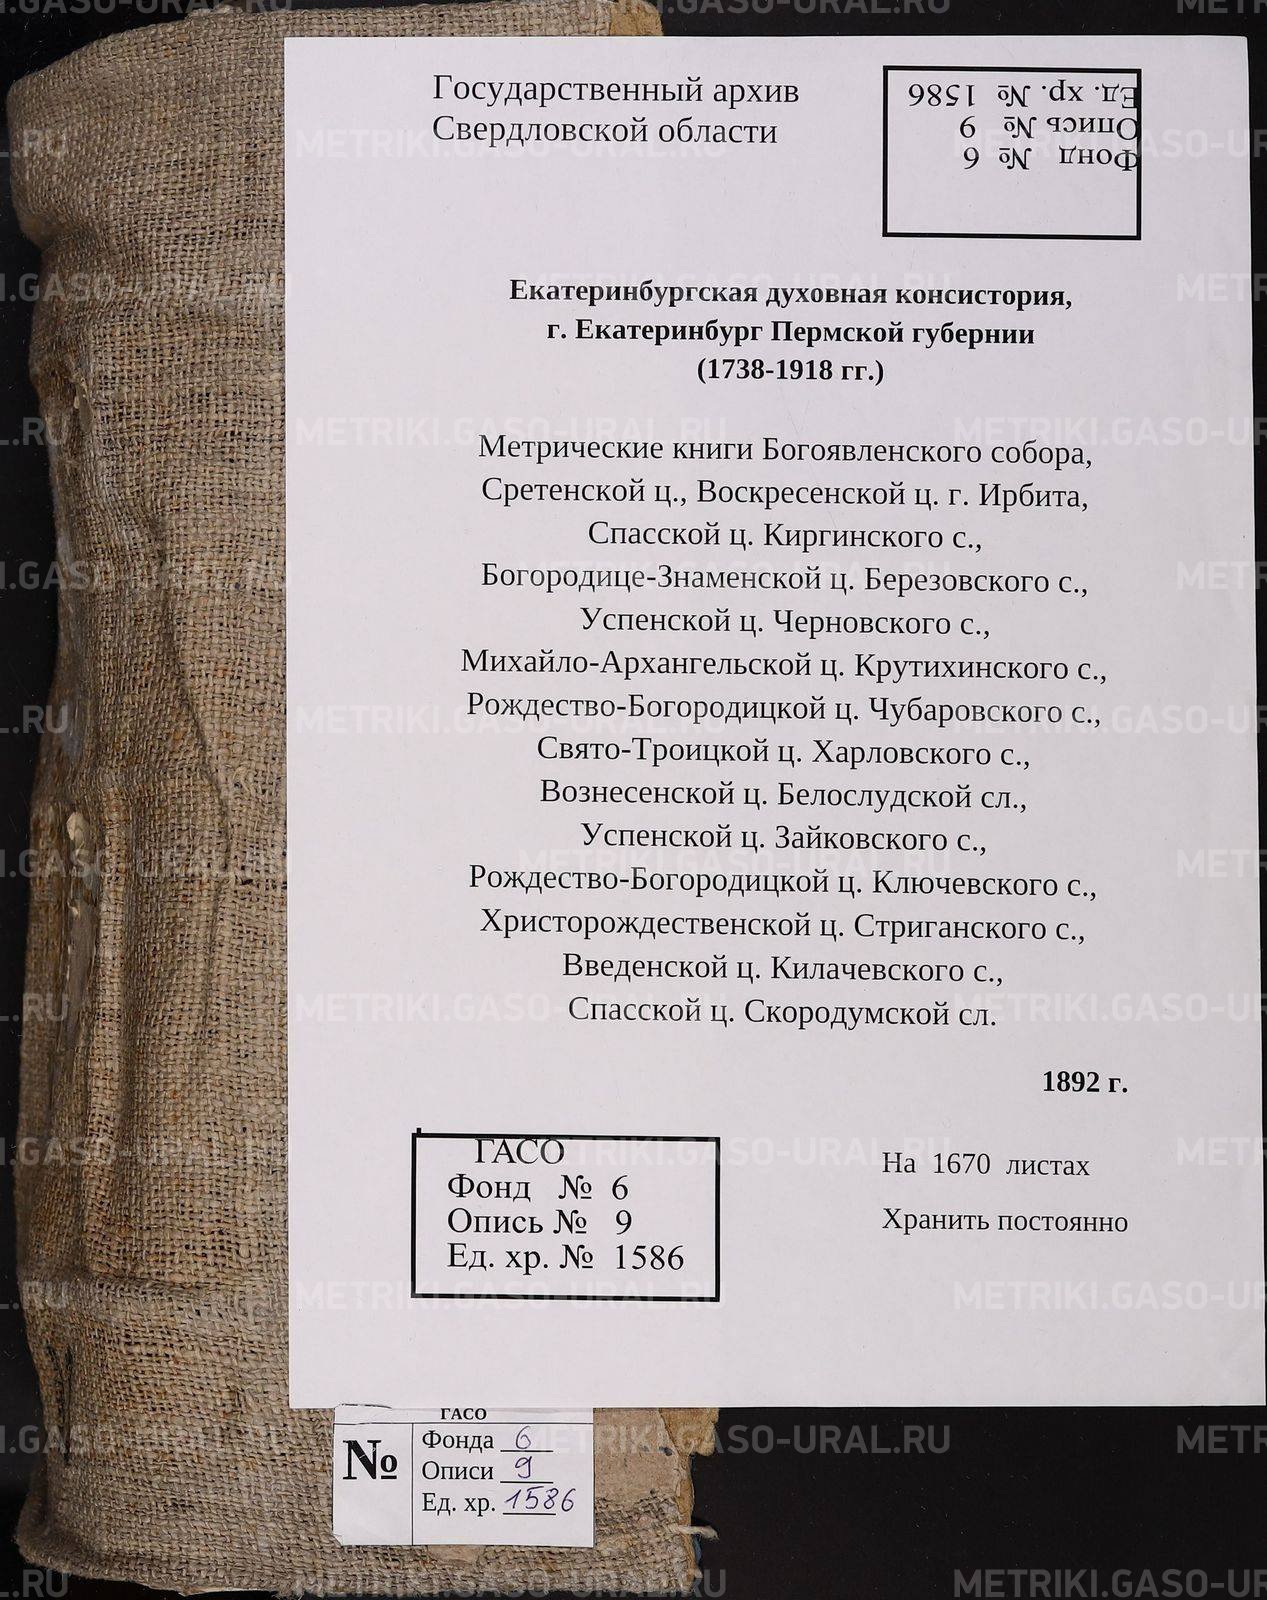 Государственный архив
Свердловской области
Ед. хр. № 1586
Опись № 9
Фонд № 6
Екатеринбургская духовная консистория,
г. Екатеринбург Пермской губернии
(1738-1918 гг.)
Метрические книги Богоявленского собора,
Сретенской ц., Воскресенской ц. г. Ирбита,
Спасской ц. Киргинского с.,
Богородице-Знаменской ц. Березовского с.,
Успенской ц. Черновского с.,
Михайло-Архангельской ц. Крутихинского с.,
Рождество-Богородицкой ц. Чубаровского с.,
Свято-Троицкой ц. Харловского с.,
Вознесенской ц. Белослудской сл.,
Успенской ц. Зайковского с.,
Рождество-Богородицкой ц. Ключевского с.,
Христорождественской ц. Стриганского с.,
Введенской ц. Килачевского с.,
Спасской ц. Скородумской сл.
1892 г.
ГАСО
Фонд № 6
Опись № 9
Ед. хр. № 1586
На 1670 листах
Хранить постоянно
ГАСО
№
Фонда 6
Описи 9
Ед. хр. 1586
METRIKI.GASO-URAL.RU